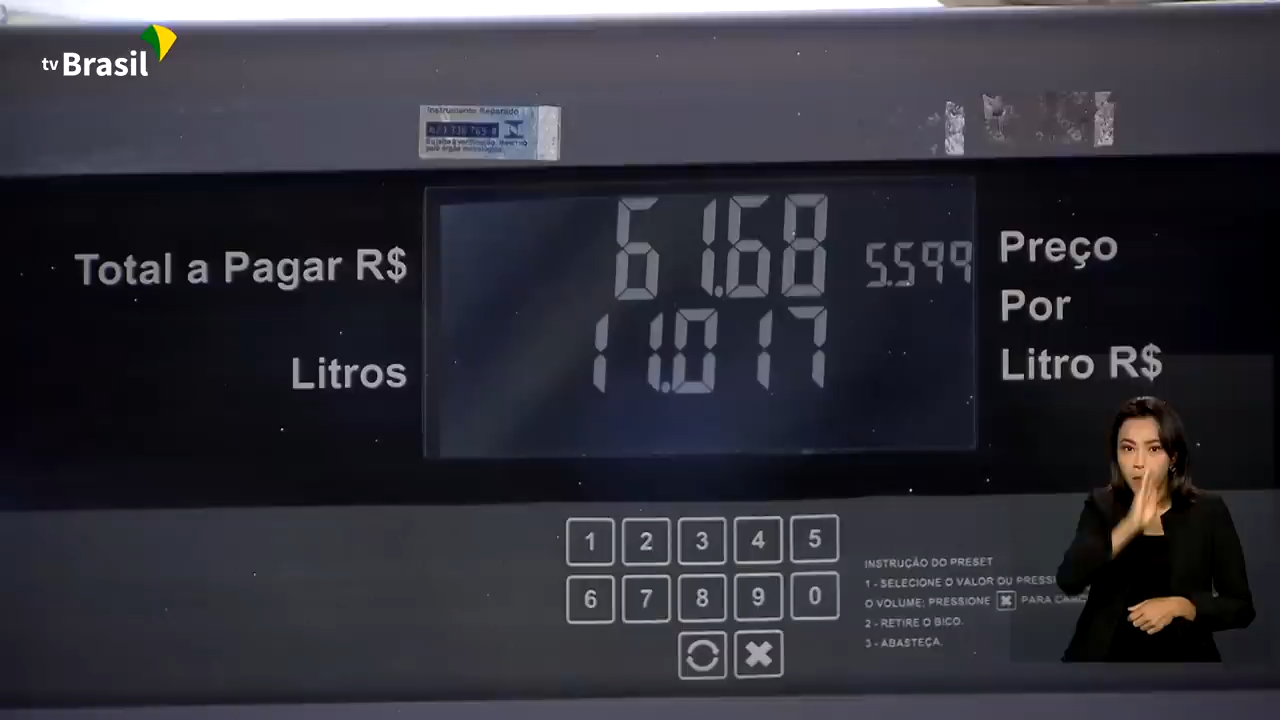 tv Brasil
Instrumento Reparado
Total a Pagar R$
61.68
5.599
Preço
Por
Litro R$
Litros
11.017
1 2 3 4 5
6 7 8 9 0
INSTRUÇÃO DO PRESET
1 - SELECIONE O VALOR OU
O VOLUME; PRESSIONE PARA
2 - RETIRE O BICO.
3 - ABASTEÇA.